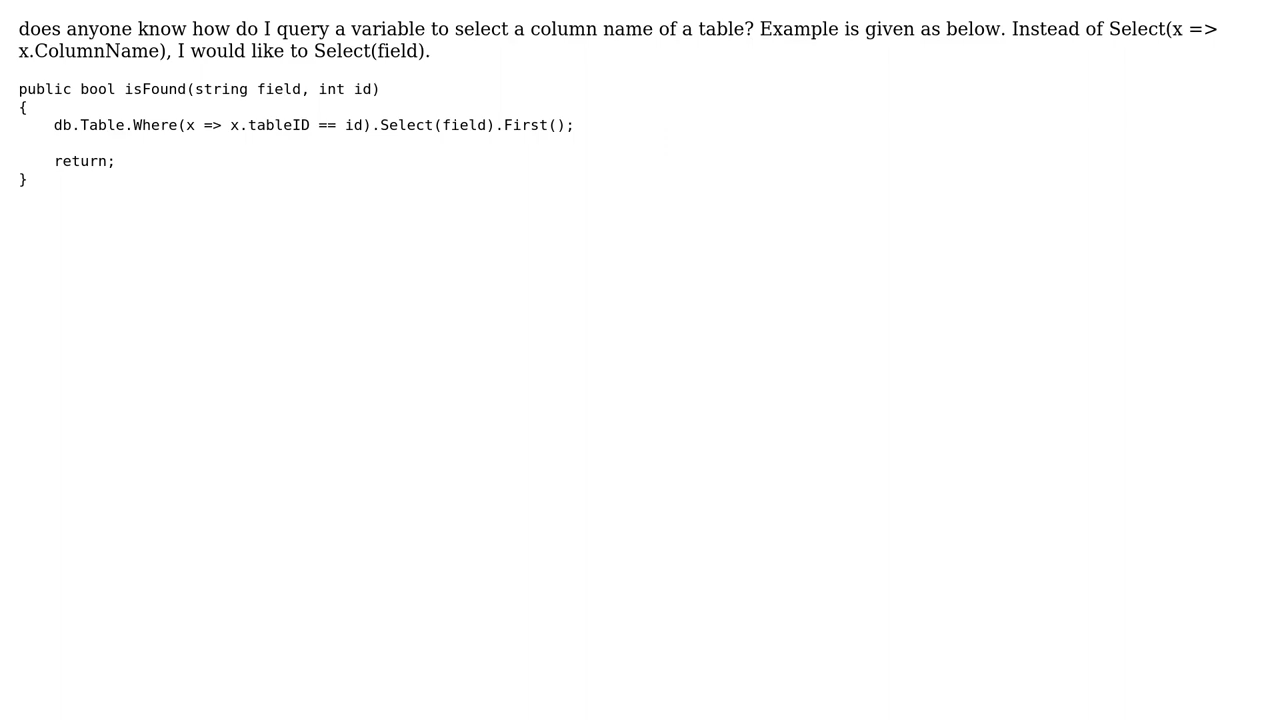 does anyone know how do I query a variable to select a column name of a table? Example is given as below. Instead of Select(x =>
x.ColumnName), I would like to Select(field).
public bool isFound(string field, int id)
{
    db.Table.Where(x => x.tableID == id).Select(field).First();
    return;
}